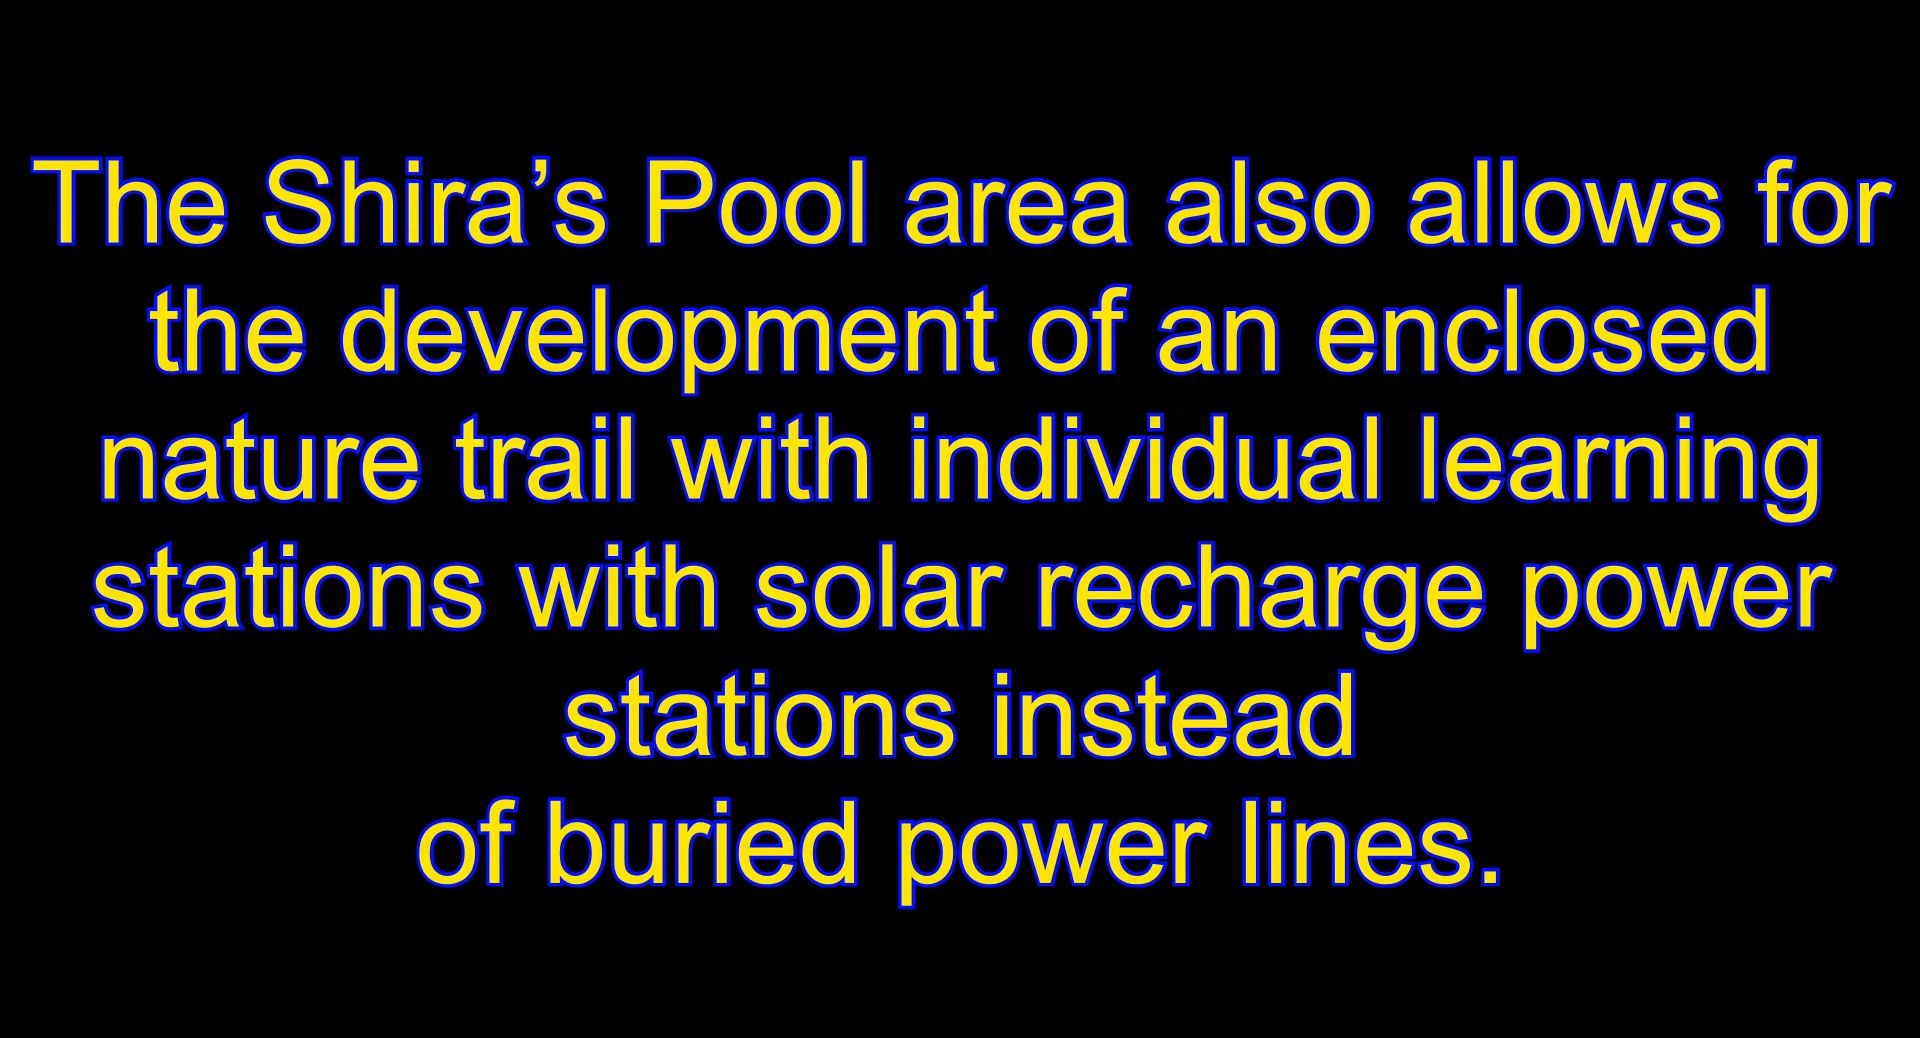 The Shira’s Pool area also allows for
the development of an enclosed
nature trail with individual learning
stations with solar recharge power
stations instead
of buried power lines.